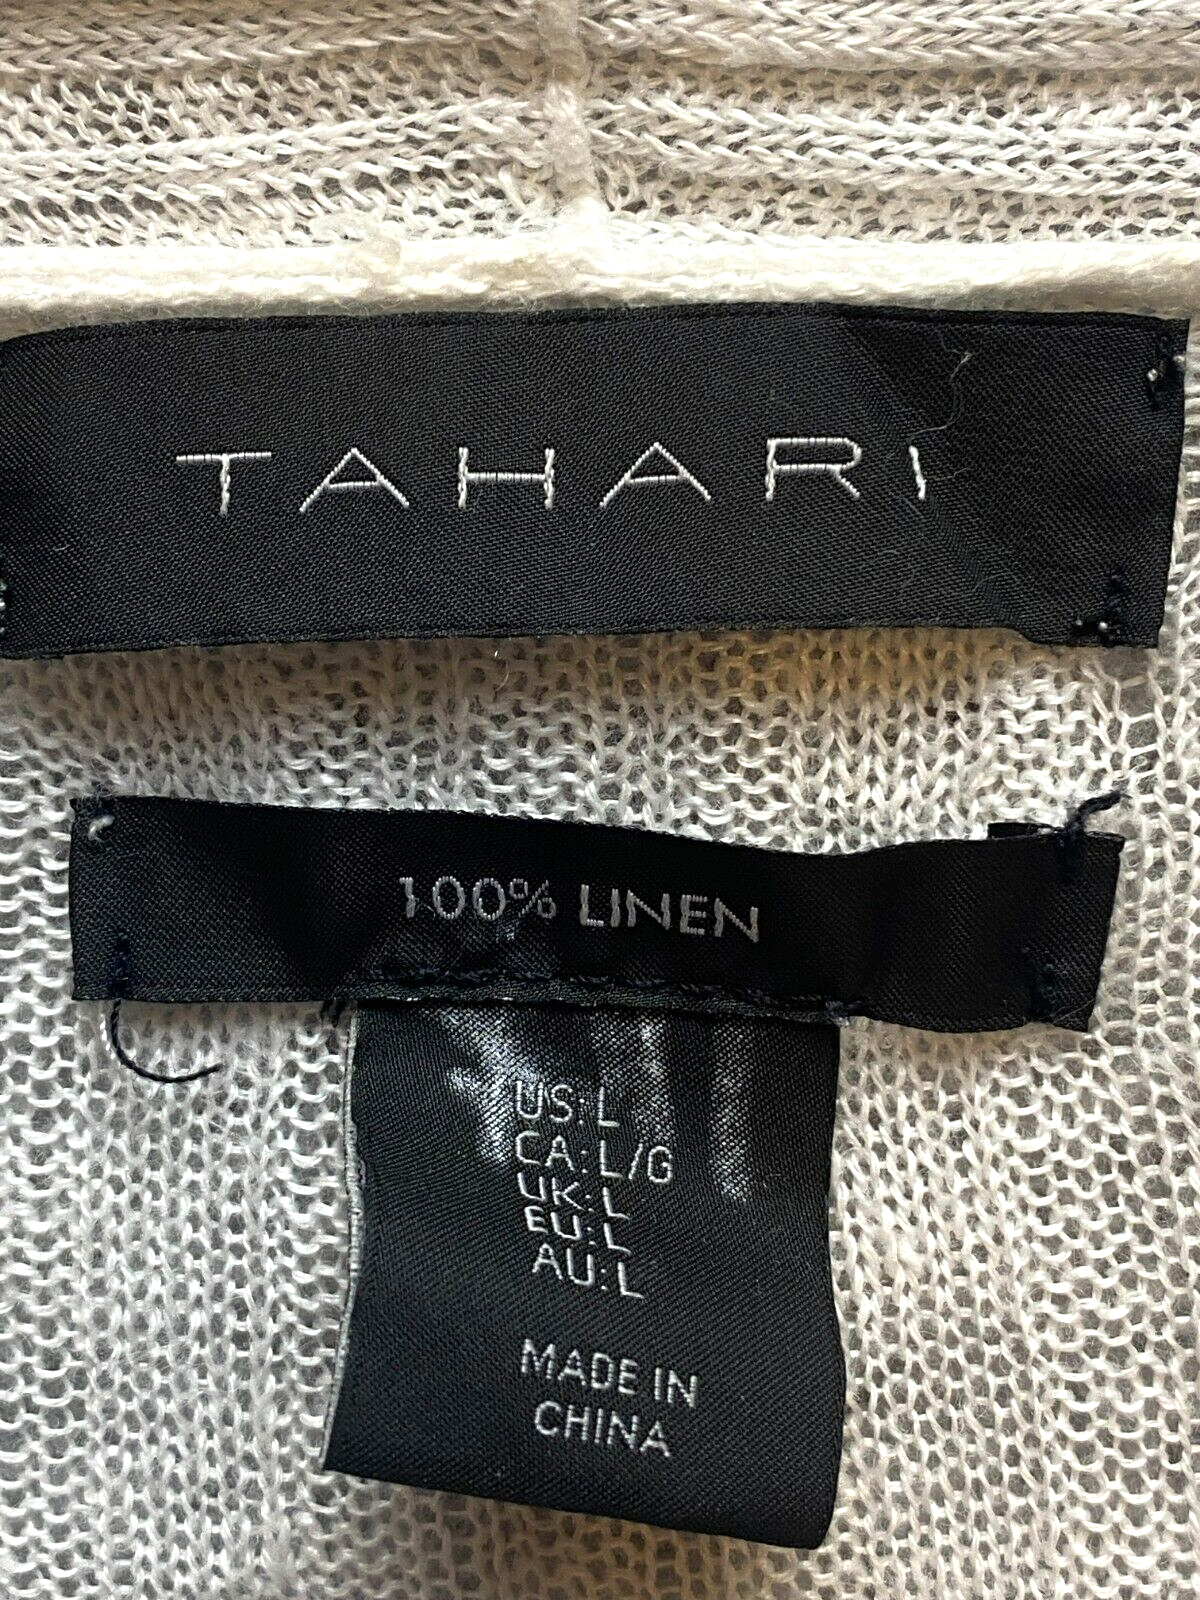 TAHARI
100% LINEN
US: L
CA: L/G
UK: L
EU: L
AU: L
MADE IN
CHINA